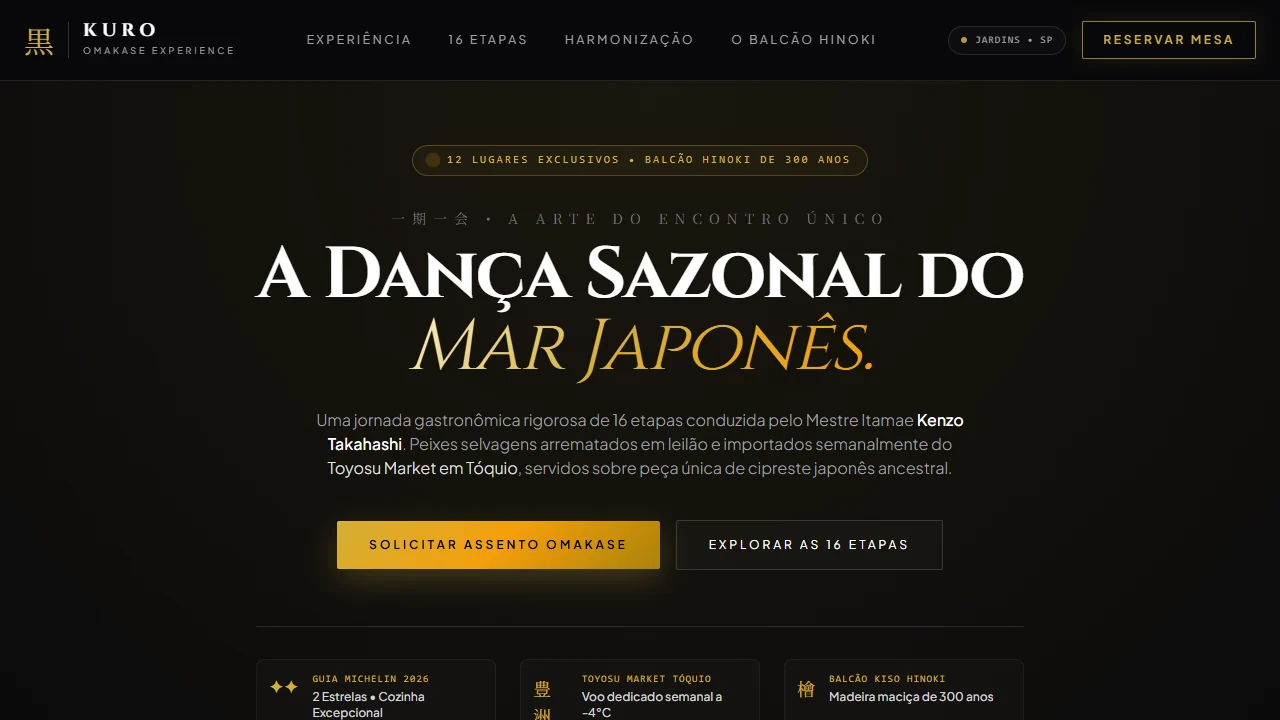 黒
KURO
OMAKASE EXPERIENCE
EXPERIÊNCIA
16 ETAPAS
HARMONIZAÇÃO
O BALCÃO HINOKI
JARDINS • SP
RESERVAR MESA
12 LUGARES EXCLUSIVOS • BALCÃO HINOKI DE 300 ANOS
一期一会 • A ARTE DO ENCONTRO ÚNICO
A DANÇA SAZONAL DO
MAR JAPONÊS.
Uma jornada gastronômica rigorosa de 16 etapas conduzida pelo Mestre Itamae Kenzo
Takahashi. Peixes selvagens arrematados em leilão e importados semanalmente do
Toyosu Market em Tóquio, servidos sobre peça única de cipreste japonês ancestral.
SOLICITAR ASSENTO OMAKASE
EXPLORAR AS 16 ETAPAS
✦✦
GUIA MICHELIN 2026
2 Estrelas • Cozinha
Excepcional
豊
洲
TOYOSU MARKET TÓQUIO
Voo dedicado semanal a
-4°C
檜
BALCÃO KISO HINOKI
Madeira maciça de 300 anos